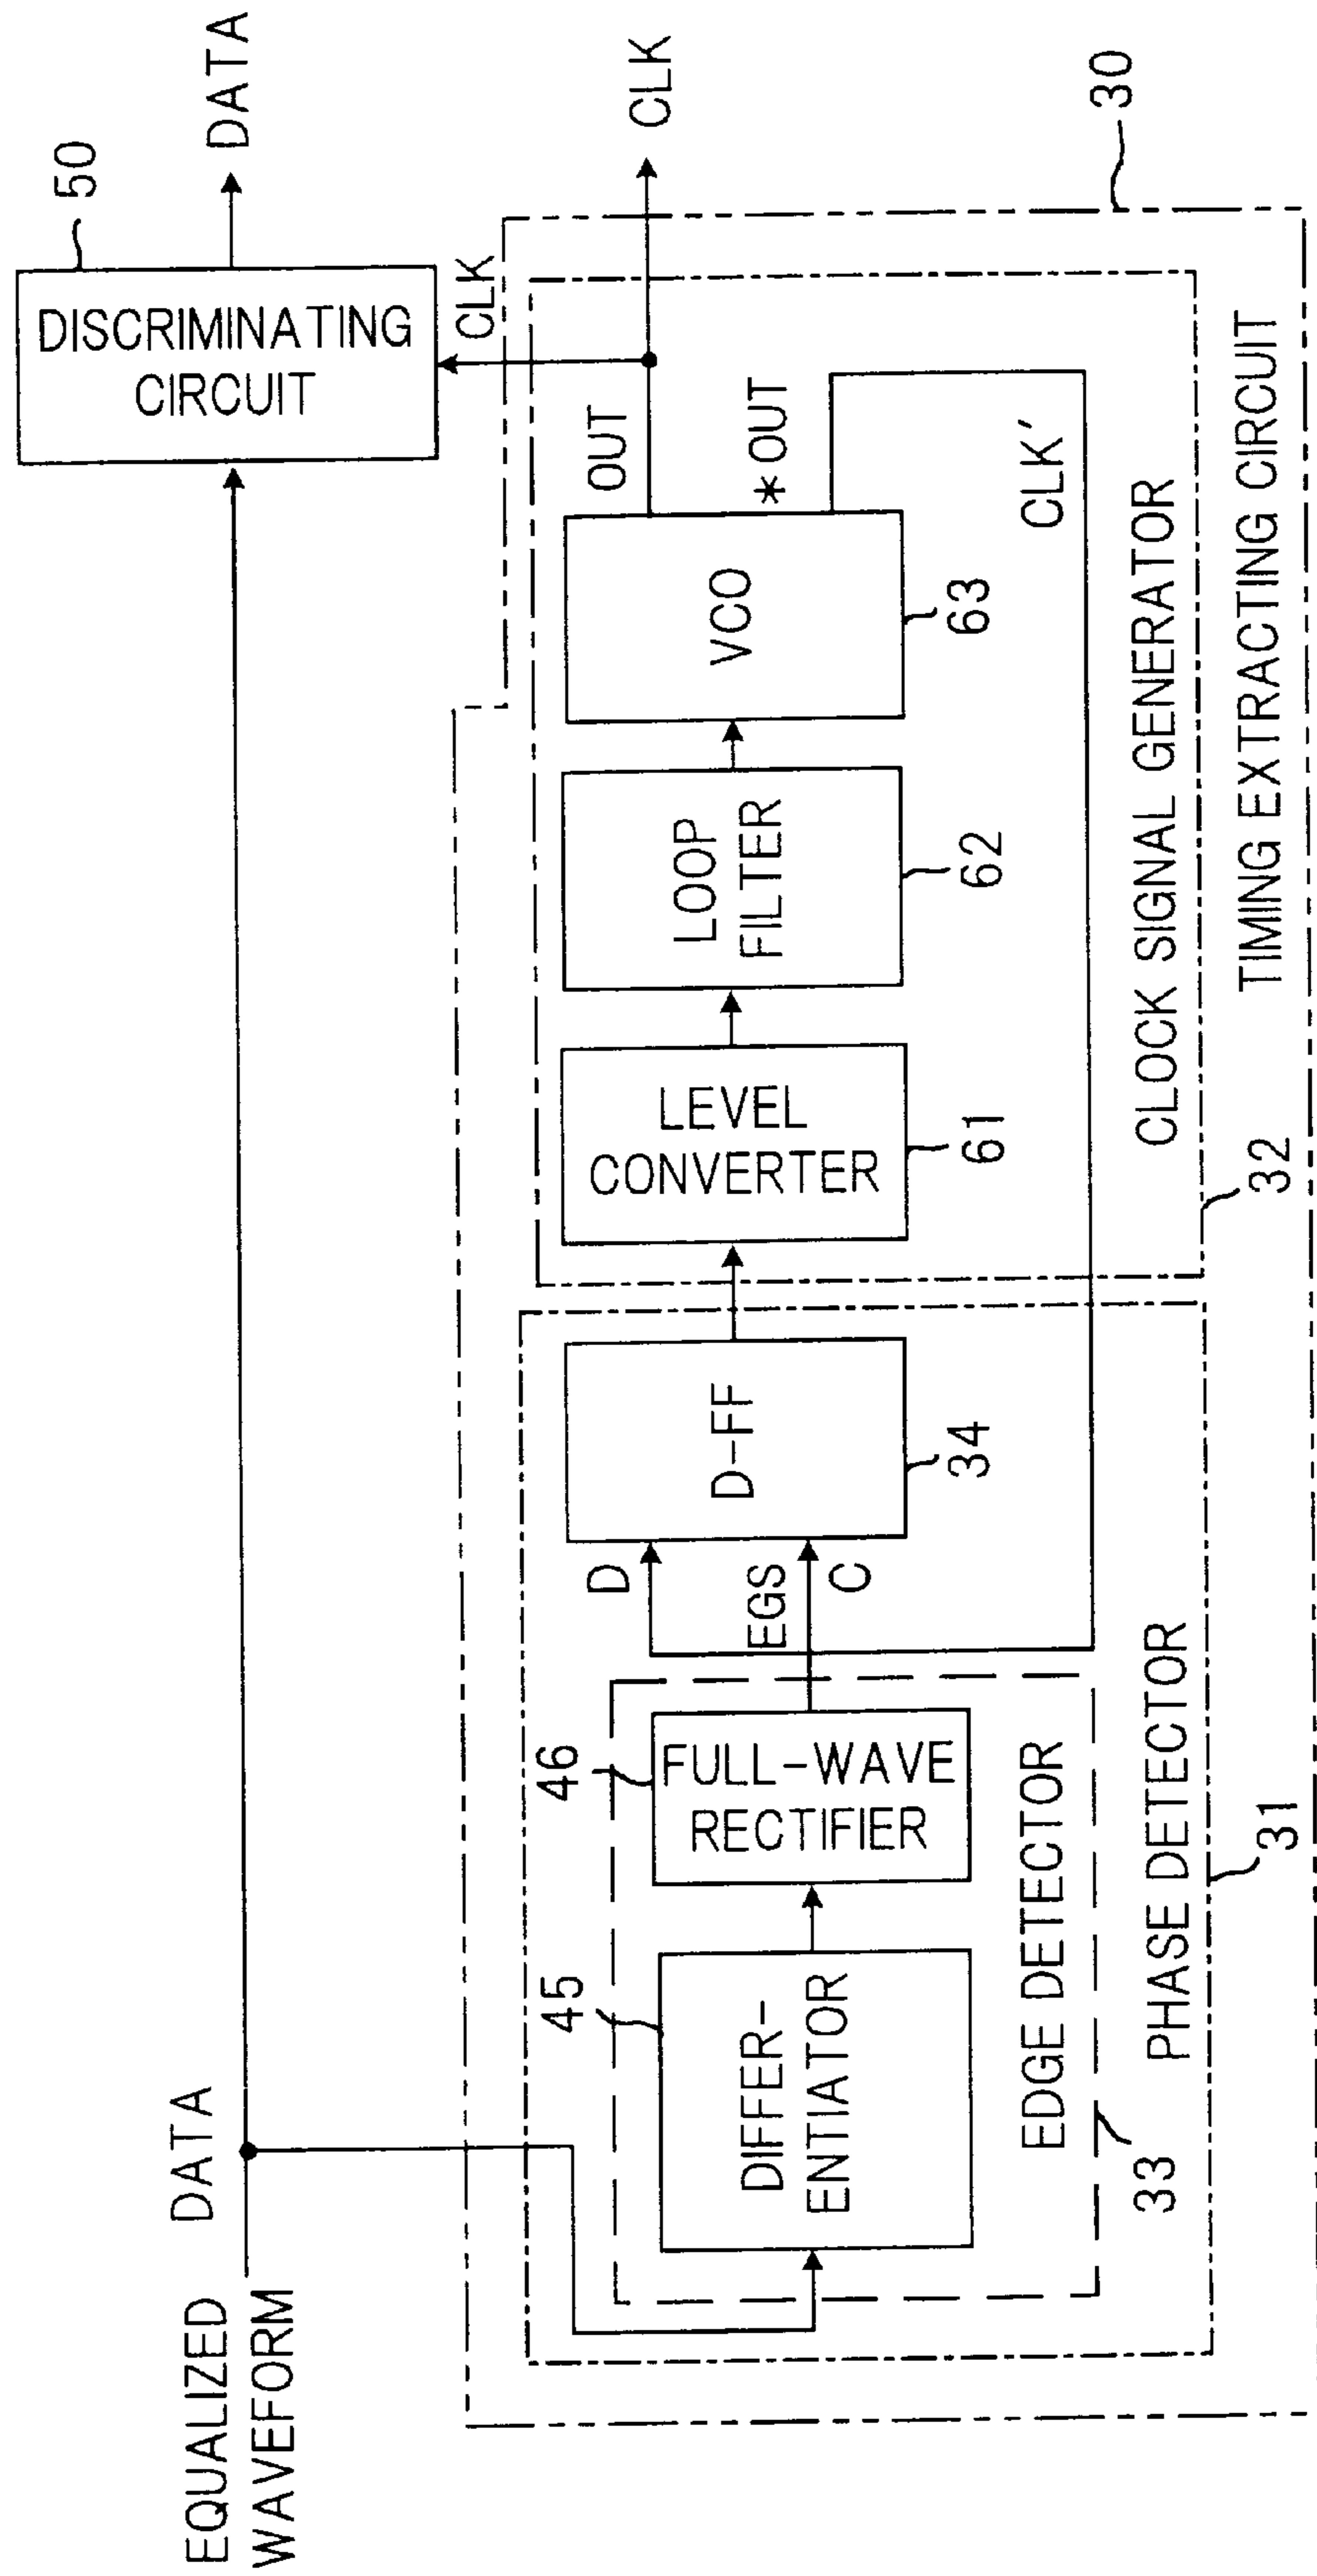 EQUALIZED
WAVEFORM
DATA
50
DISCRIMINATING
CIRCUIT
DATA
CLK
CLK
45
DIFFER-
ENTIATOR
46
FULL-WAVE
RECTIFIER
EDGE DETECTOR
33
D
EGS
C
D-FF
34
PHASE DETECTOR
31
LEVEL
CONVERTER
61
LOOP
FILTER
62
VCO
63
OUT
*OUT
CLK'
CLOCK SIGNAL GENERATOR
32
TIMING EXTRACTING CIRCUIT
30